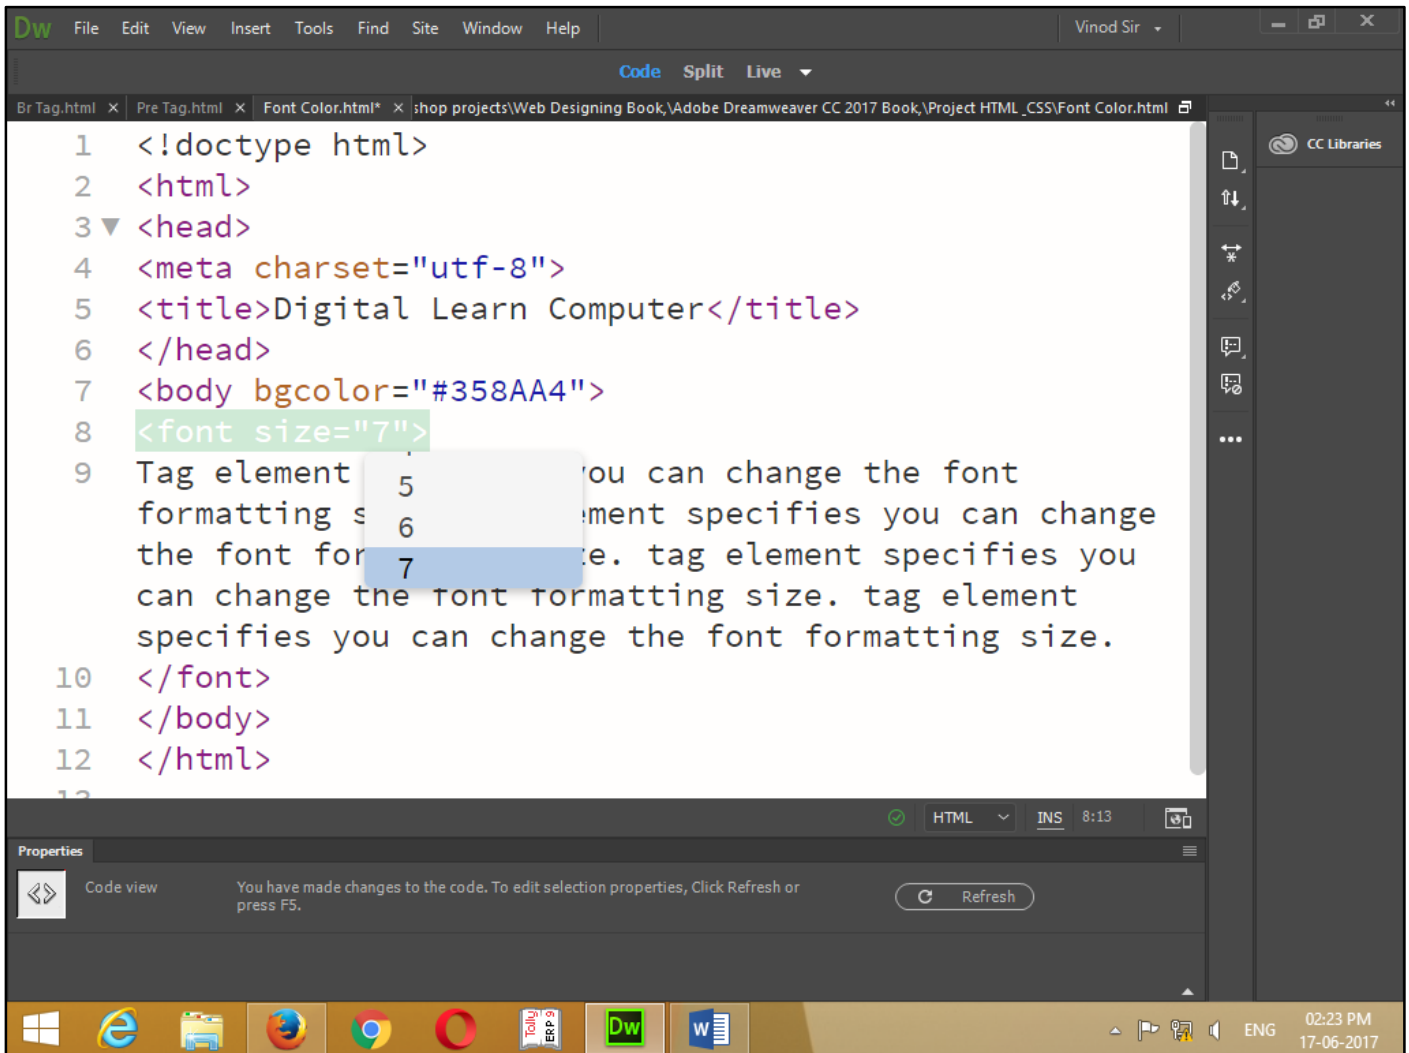 Dw File Edit View Insert Tools Find Site Window Help Vinod Sir
Code Split Live
Br Tag.html Pre Tag.html Font Color.html* shop projects\Web Designing Book,\Adobe Dreamweaver CC 2017 Book,\Project HTML_CSS\Font Color.html
CC Libraries
1 <!doctype html>
2 <html>
3 <head>
4 <meta charset="utf-8">
5 <title>Digital Learn Computer</title>
6 </head>
7 <body bgcolor="#358AA4">
8 <font size="7">
9 Tag element ou can change the font
5
formatting s ment specifies you can change
6
the font for e. tag element specifies you
7
can change the font formatting size. tag element
specifies you can change the font formatting size.
10 </font>
11 </body>
12 </html>
HTML INS 8:13
Properties
Code view You have made changes to the code. To edit selection properties, Click Refresh or
press F5.
Refresh
Tally ERP 9 Dw W ENG 02:23 PM
17-06-2017